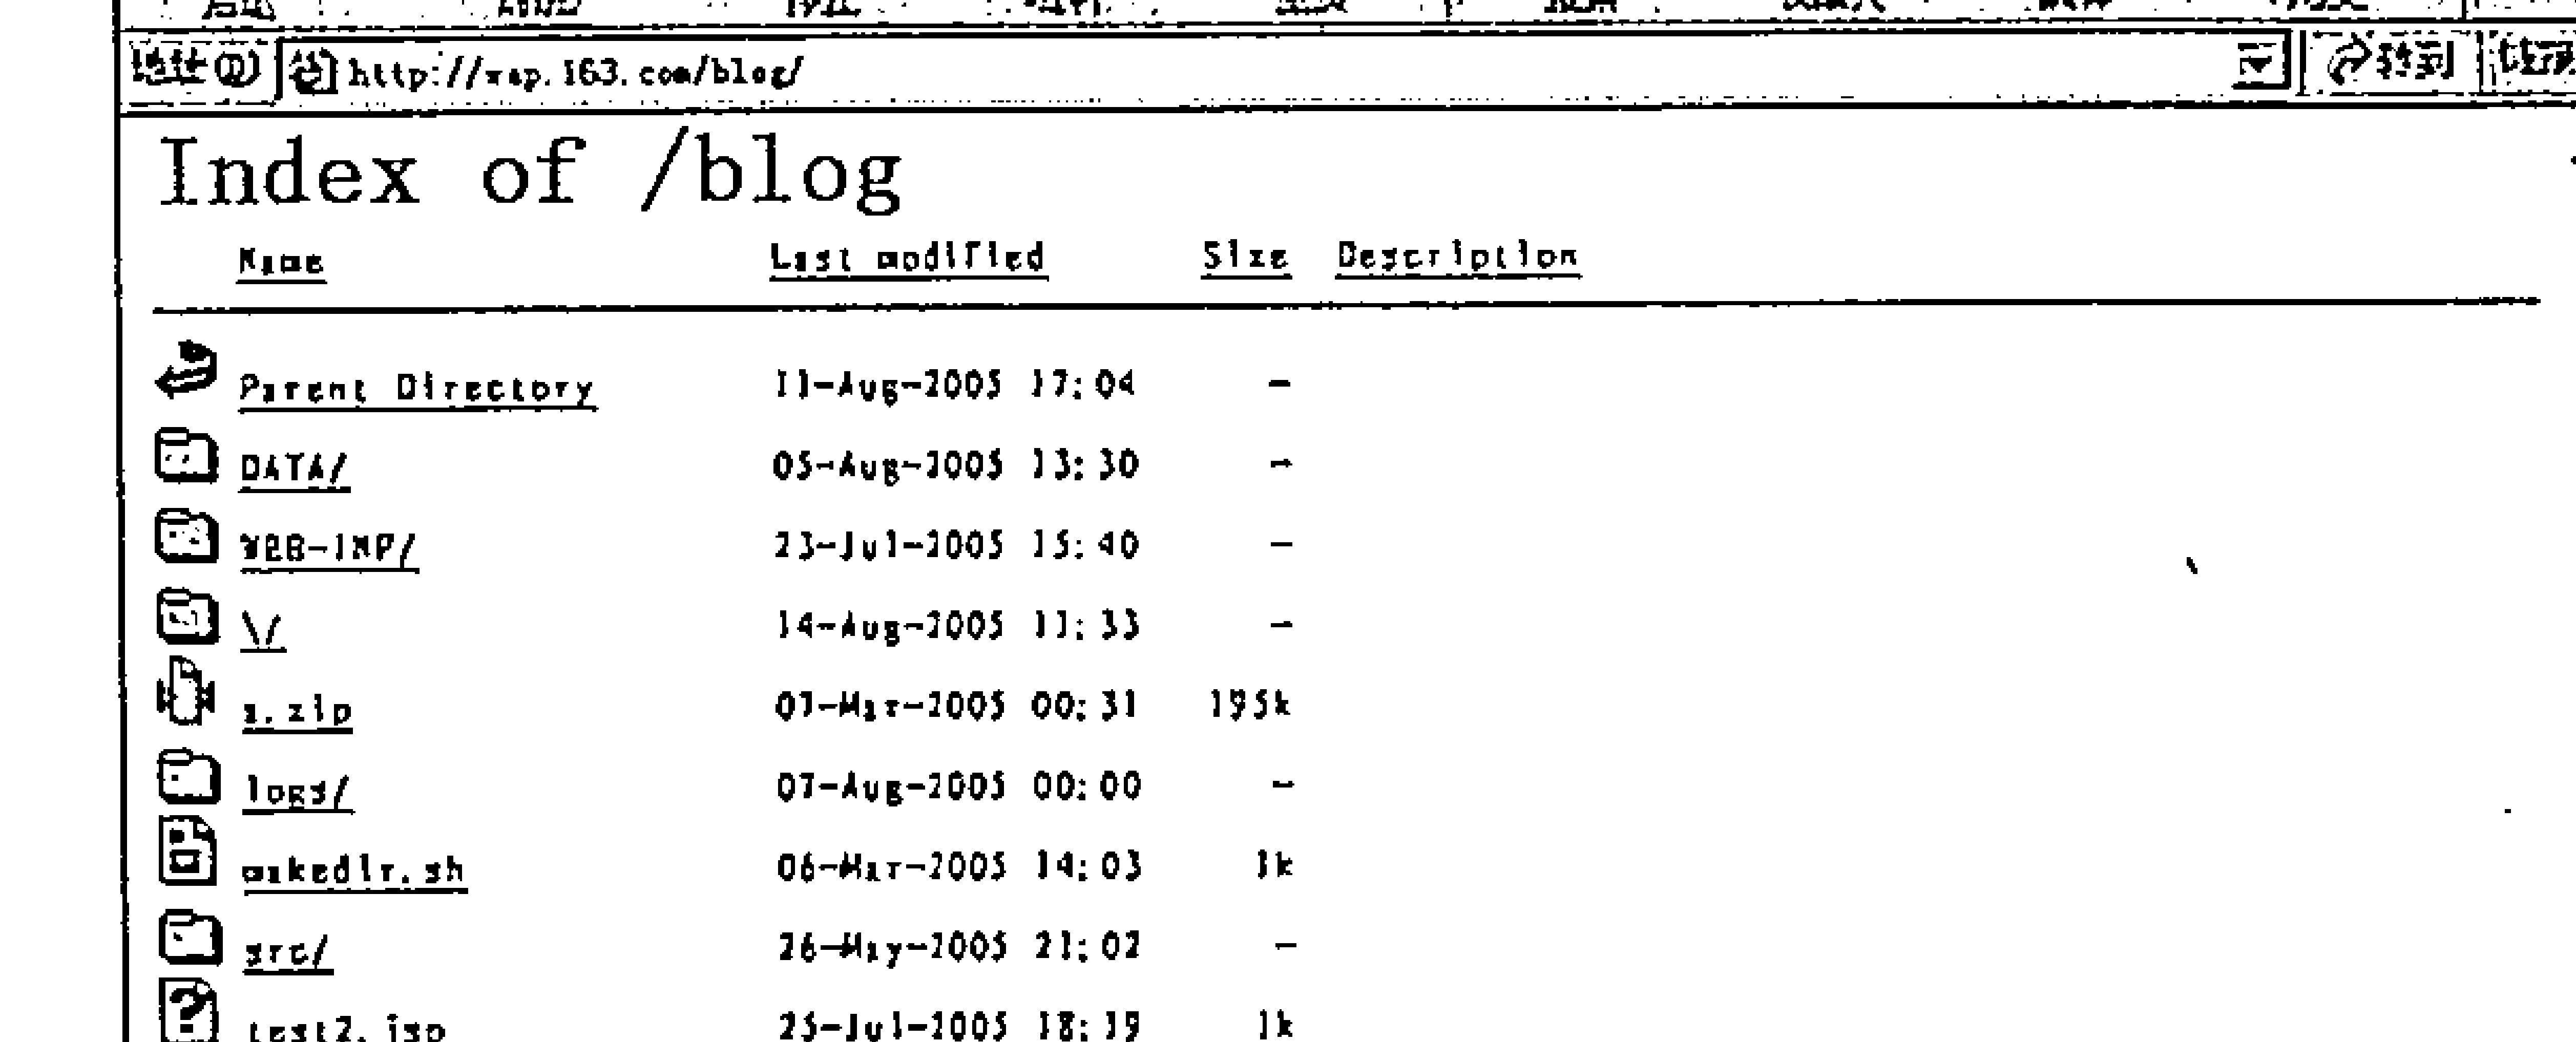 地址(D) http://wap.163.com/blog/ 转到
Index of /blog
Name Last modified Size Description
Parent Directory 11-Aug-2005 17:04 -
DATA/ 05-Aug-2005 13:30 -
WEB-INF/ 23-Jul-2005 15:40 -
\/ 14-Aug-2005 11:33 -
a.zip 07-Mar-2005 00:31 195k
logs/ 07-Aug-2005 00:00 -
makedir.sh 06-Mar-2005 14:03 1k
src/ 26-May-2005 21:02 -
test2.jsp 25-Jul-2005 18:19 1k